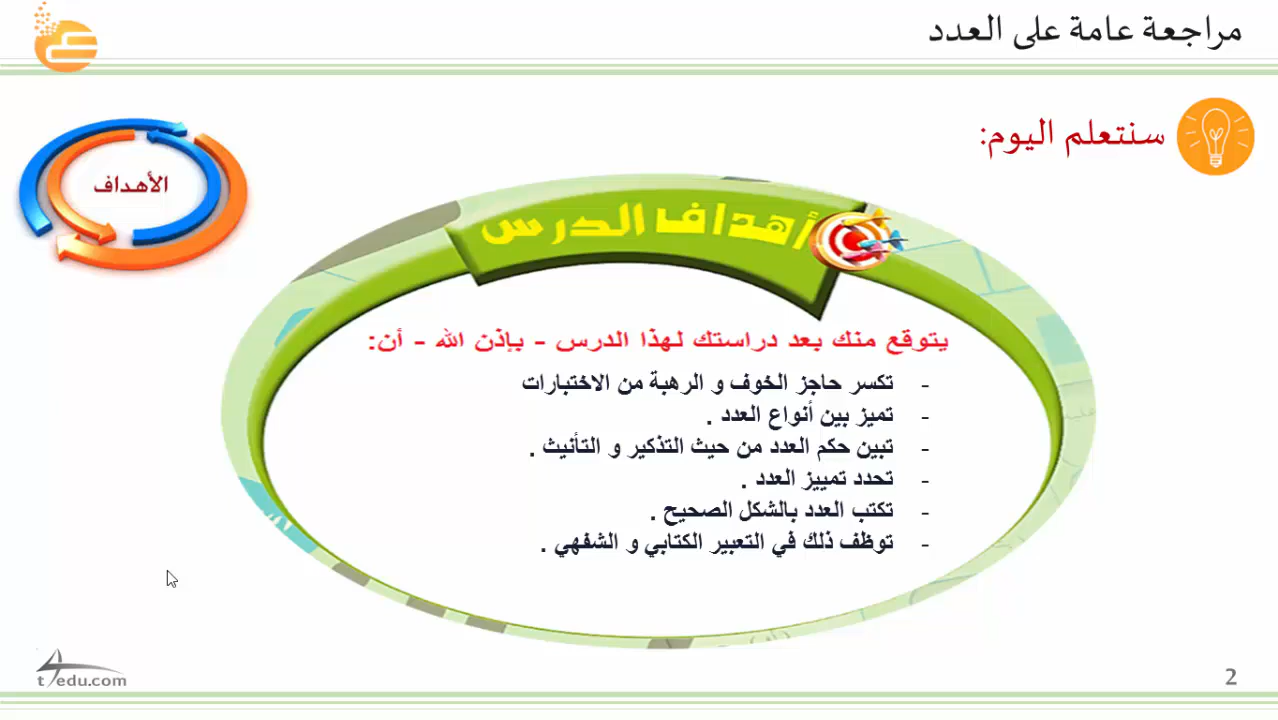 مراجعة عامة على العدد
سنتعلم اليوم:
الأهداف
أهداف الدرس
يتوقع منك بعد دراستك لهذا الدرس - بإذن الله - أن:
- تكسر حاجز الخوف و الرهبة من الاختبارات
- تميز بين أنواع العدد .
- تبين حكم العدد من حيث التذكير و التأنيث .
- تحدد تمييز العدد .
- تكتب العدد بالشكل الصحيح .
- توظف ذلك في التعبير الكتابي و الشفهي .
t4edu.com
2